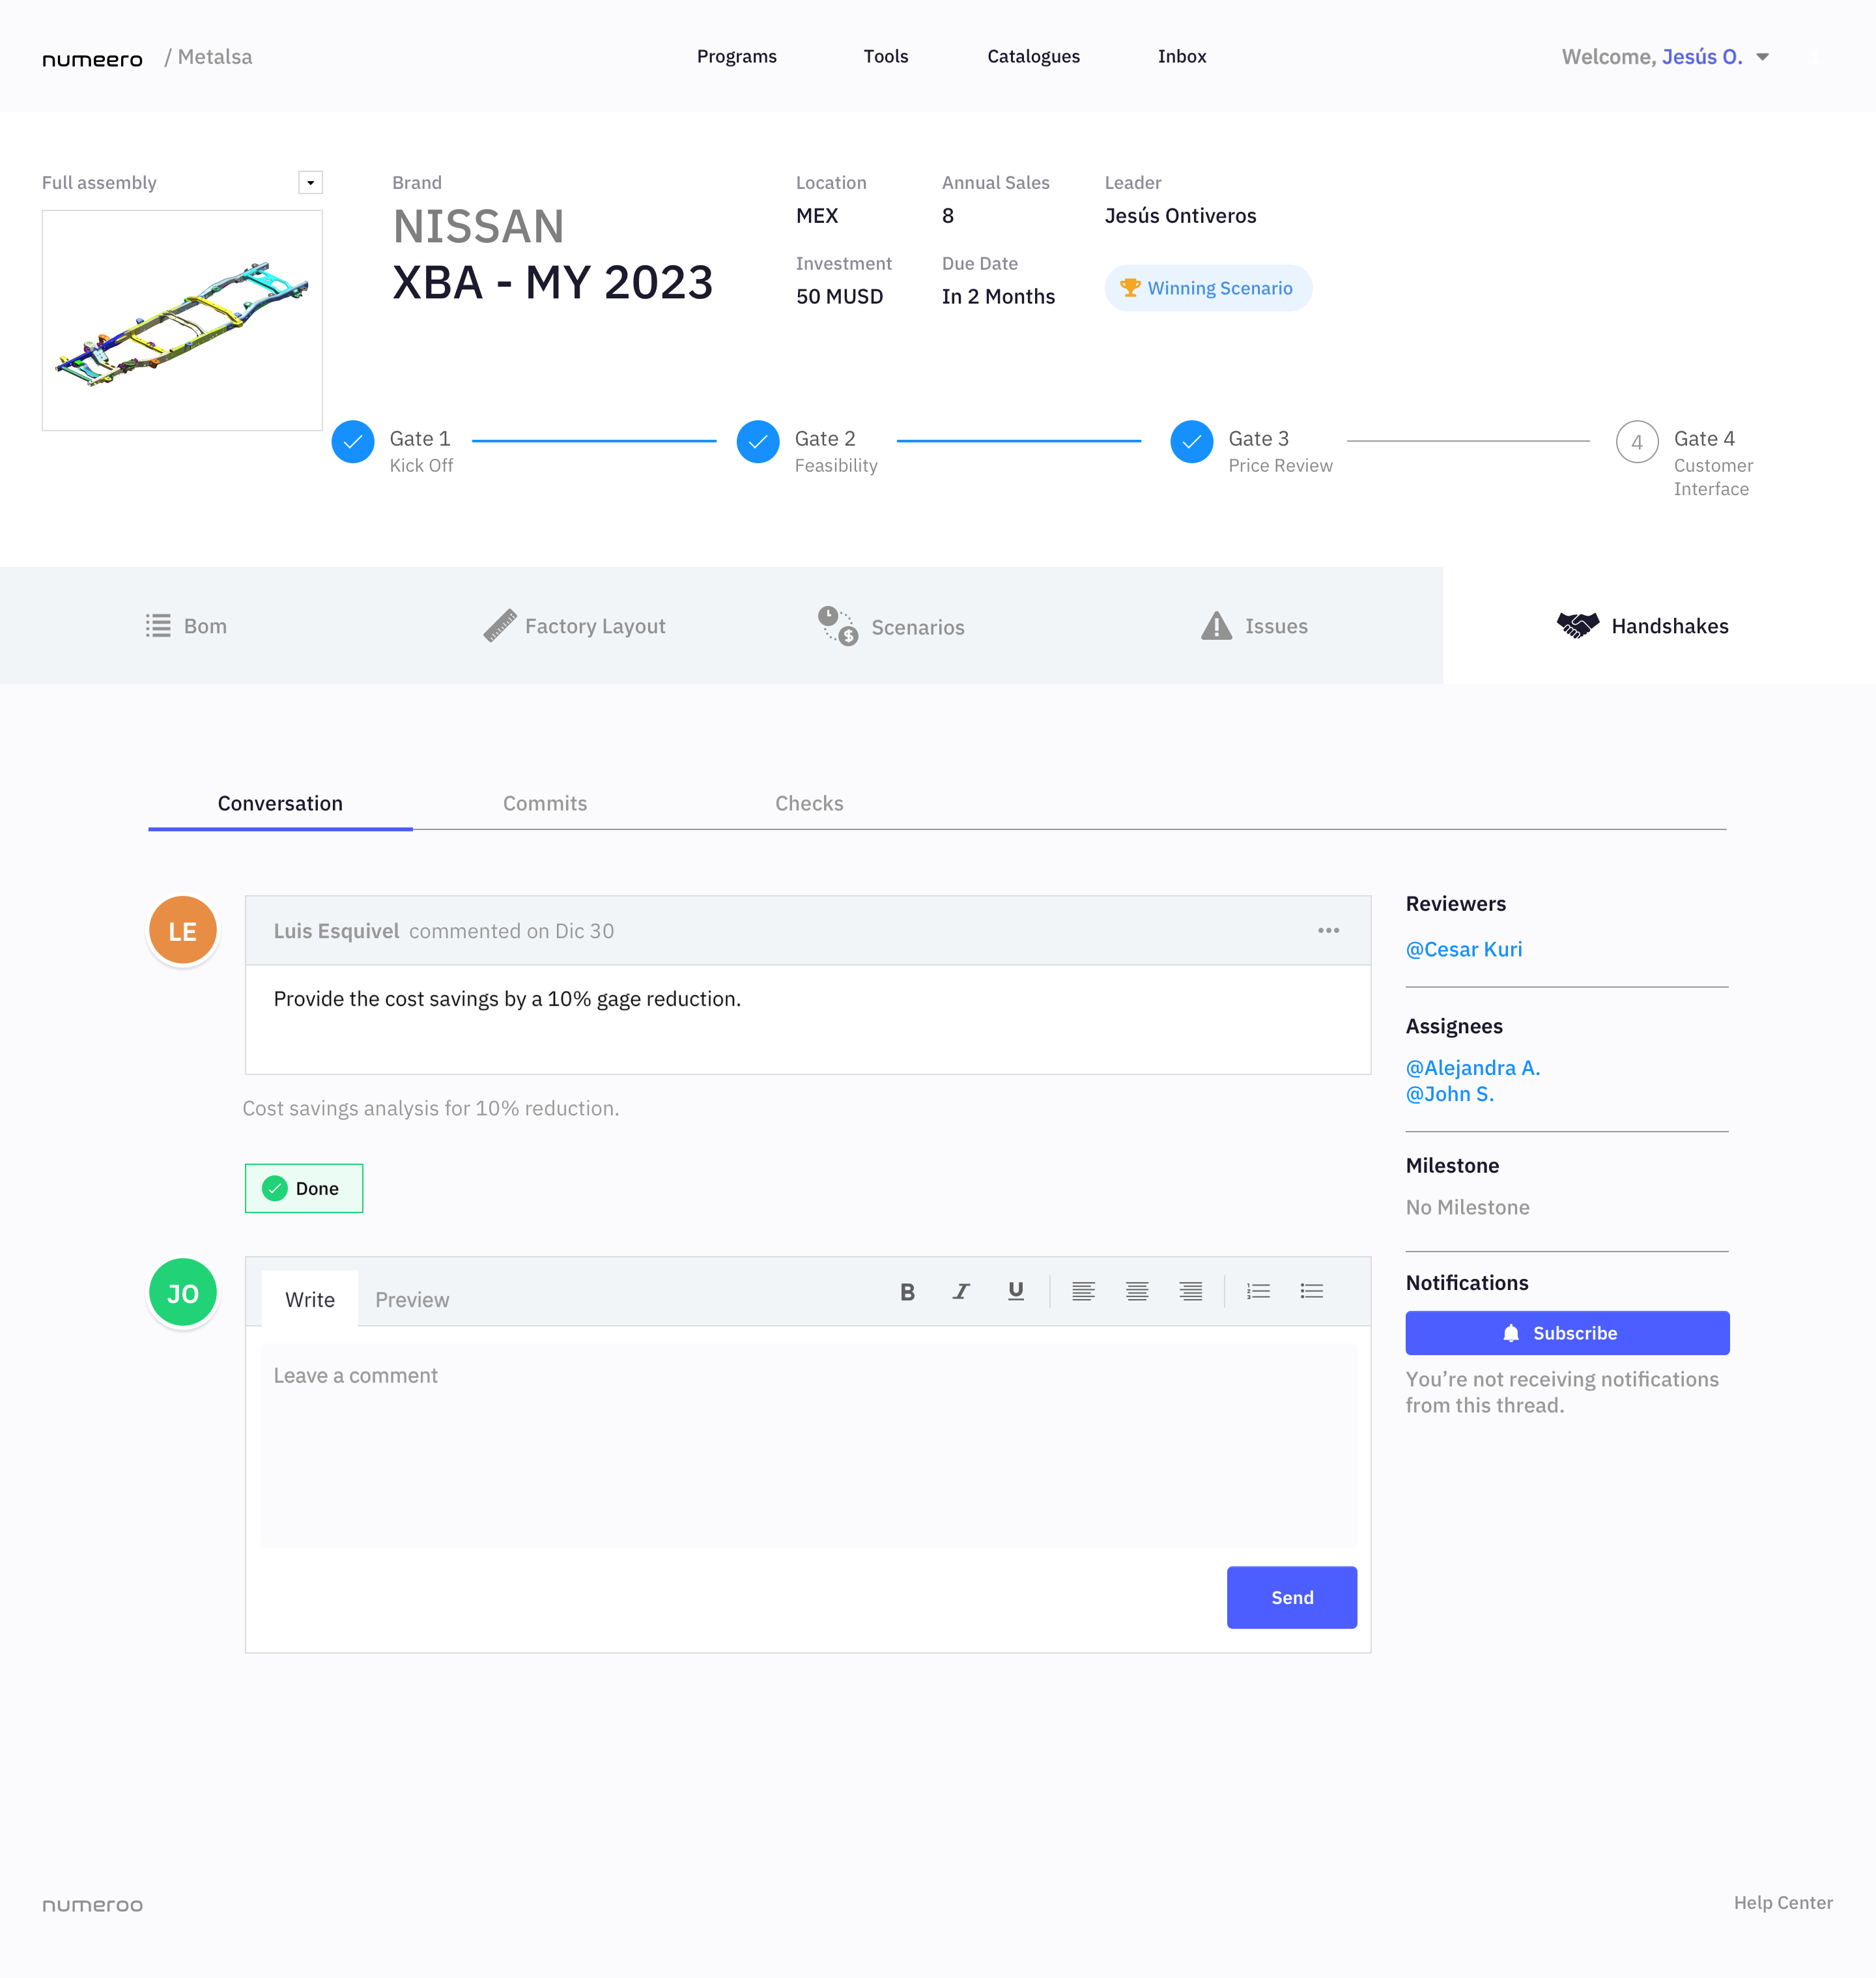 numeero / Metalsa
Programs
Tools
Catalogues
Inbox
Welcome, Jesús O.
Full assembly
Brand
NISSAN
XBA - MY 2023
Location
MEX
Annual Sales
8
Leader
Jesús Ontiveros
Investment
50 MUSD
Due Date
In 2 Months
Winning Scenario
Gate 1
Kick Off
Gate 2
Feasibility
Gate 3
Price Review
4
Gate 4
Customer
Interface
Bom
Factory Layout
Scenarios
Issues
Handshakes
Conversation
Commits
Checks
LE
Luis Esquivel commented on Dic 30
Provide the cost savings by a 10% gage reduction.
Cost savings analysis for 10% reduction.
Done
JO
Write
Preview
B I U
Leave a comment
Send
Reviewers
@Cesar Kuri
Assignees
@Alejandra A.
@John S.
Milestone
No Milestone
Notifications
Subscribe
You’re not receiving notifications
from this thread.
numeroo
Help Center